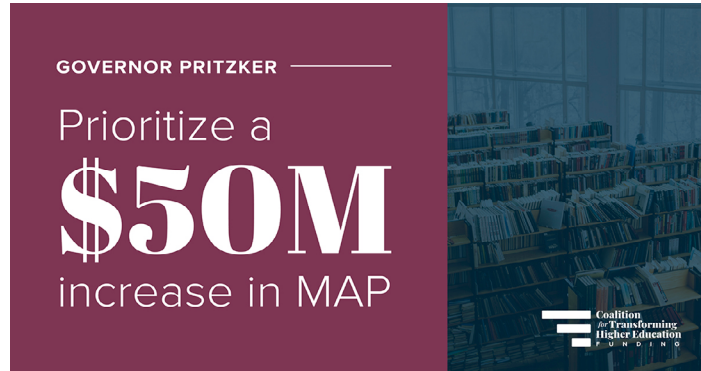 GOVERNOR PRITZKER
Prioritize a
$50M
increase in MAP
Coalition
for Transforming
Higher Education
FUNDING